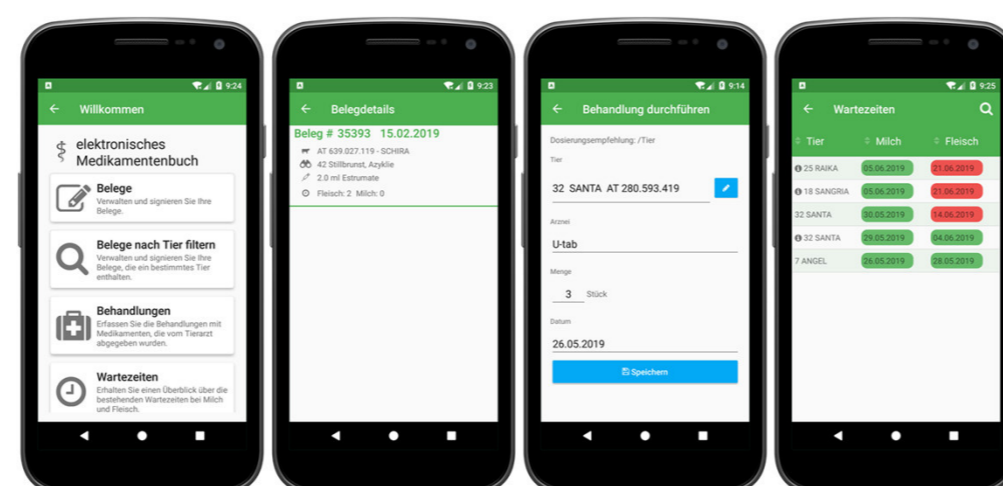 9:24
Willkommen
elektronisches
Medikamentenbuch
Belege
Verwalten und signieren Sie Ihre
Belege.
Belege nach Tier filtern
Verwalten und signieren Sie Ihre
Belege, die ein bestimmtes Tier
enthalten.
Behandlungen
Erfassen Sie die Behandlungen mit
Medikamenten, die vom Tierarzt
abgegeben wurden.
Wartezeiten
Erhalten Sie einen Überblick über die
bestehenden Wartezeiten bei Milch
und Fleisch.
9:23
Belegdetails
Beleg # 35393 15.02.2019
AT 639.027.119 - SCHIRA
42 Stillbrunst, Azyklie
2.0 ml Estrumate
Fleisch: 2 Milch: 0
9:14
Behandlung durchführen
Dosierungsempfehlung: /Tier
Tier
32 SANTA AT 280.593.419
Arznei
U-tab
Menge
3 Stück
Datum
26.05.2019
Speichern
9:25
Wartezeiten
Tier Milch Fleisch
25 RAIKA 05.06.2019 21.06.2019
18 SANGRIA 05.06.2019 21.06.2019
32 SANTA 30.05.2019 14.06.2019
32 SANTA 29.05.2019 04.06.2019
7 ANGEL 26.05.2019 28.05.2019